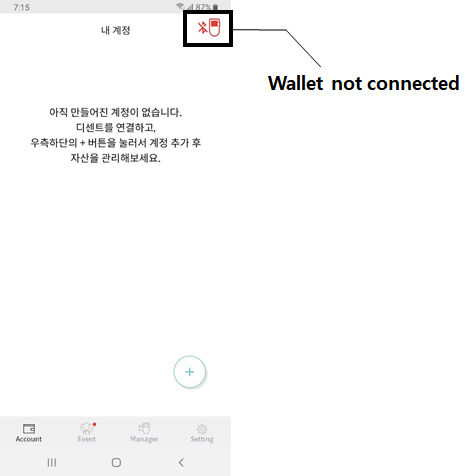 7:15
87%
내 계정
Wallet not connected
아직 만들어진 계정이 없습니다.
디센트를 연결하고,
우측하단의 + 버튼을 눌러서 계정 추가 후
자산을 관리해보세요.
+
Account Event Manager Setting